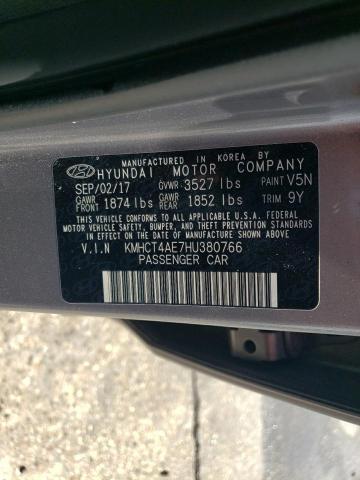 MANUFACTURED IN KOREA BY
HYUNDAI MOTOR COMPANY
SEP/02/17 GVWR 3527 lbs PAINT V5N
GAWR FRONT 1874 lbs GAWR REAR 1852 lbs TRIM 9Y
THIS VEHICLE CONFORMS TO ALL APPLICABLE U.S.A. FEDERAL
MOTOR VEHICLE SAFETY, BUMPER, AND THEFT PREVENTION
STANDARDS IN EFFECT ON THE DATE OF MANUFACTURE SHOWN ABOVE.
V.I.N KMHCT4AE7HU380766
PASSENGER CAR